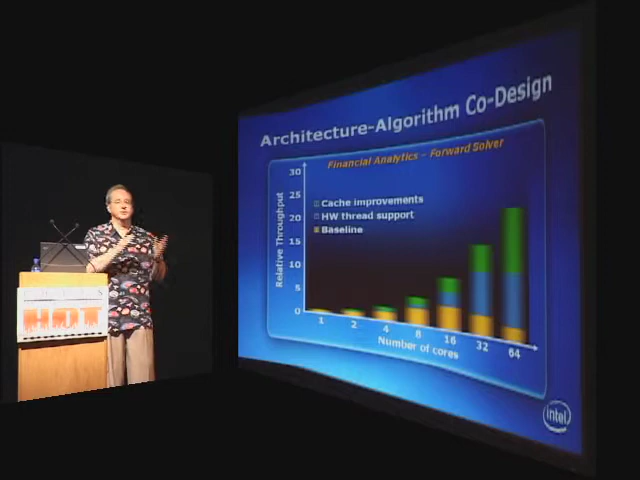 Architecture-Algorithm Co-Design
Financial Analytics – Forward Solver
Relative Throughput
30
25
20
15
10
5
0
Cache improvements
HW thread support
Baseline
1 2 4 8 16 32 64
Number of cores
intel
HOT